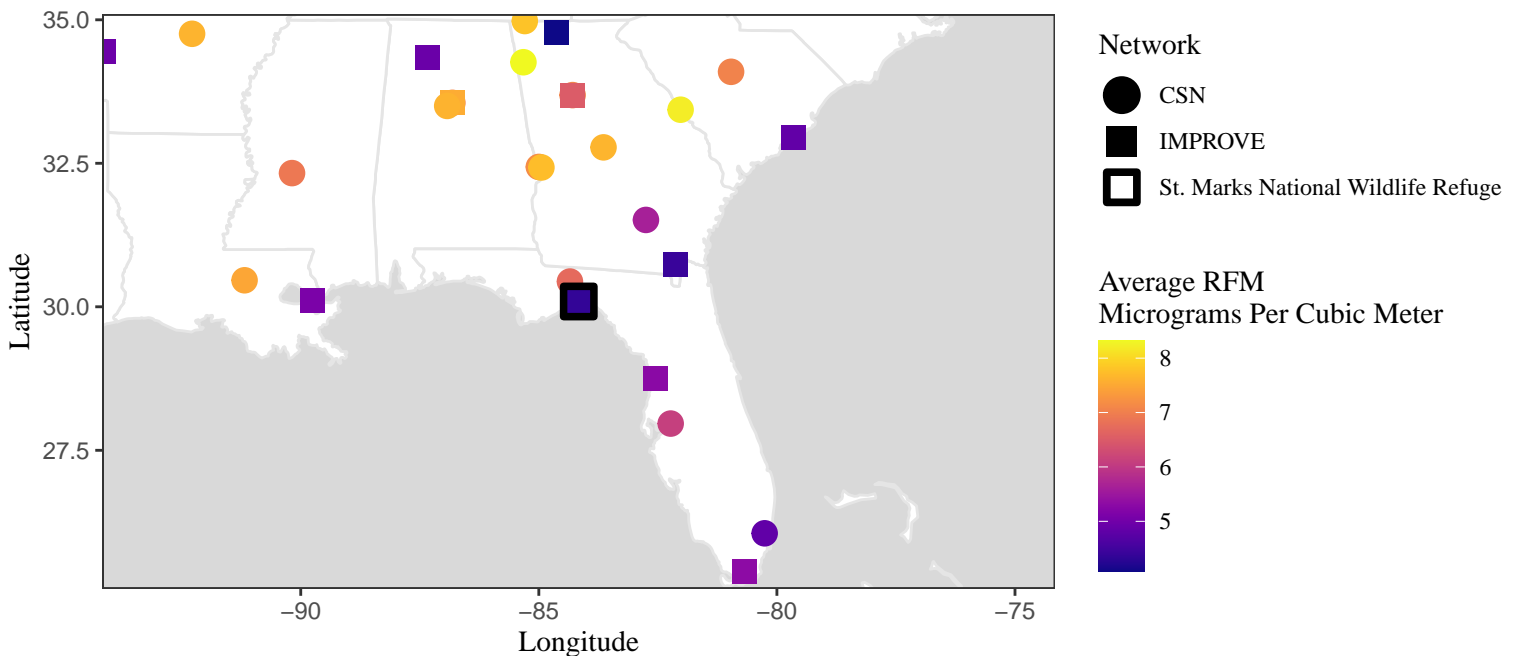 35.0
32.5
30.0
27.5
Latitude
−90
−85
−80
−75
Longitude
Network
CSN
IMPROVE
St. Marks National Wildlife Refuge
Average RFM
Micrograms Per Cubic Meter
8
7
6
5